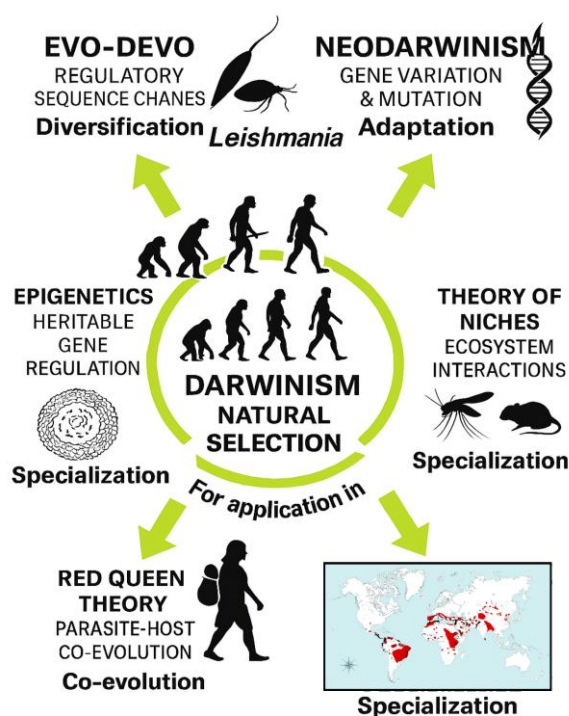 EVO-DEVO
REGULATORY
SEQUENCE CHANES
Diversification
Leishmania
NEODARWINISM
GENE VARIATION
& MUTATION
Adaptation
EPIGENETICS
HERITABLE
GENE
REGULATION
Specialization
DARWINISM
NATURAL
SELECTION
For application in
THEORY OF
NICHES
ECOSYSTEM
INTERACTIONS
Specialization
RED QUEEN
THEORY
PARASITE-HOST
CO-EVOLUTION
Co-evolution
Specialization